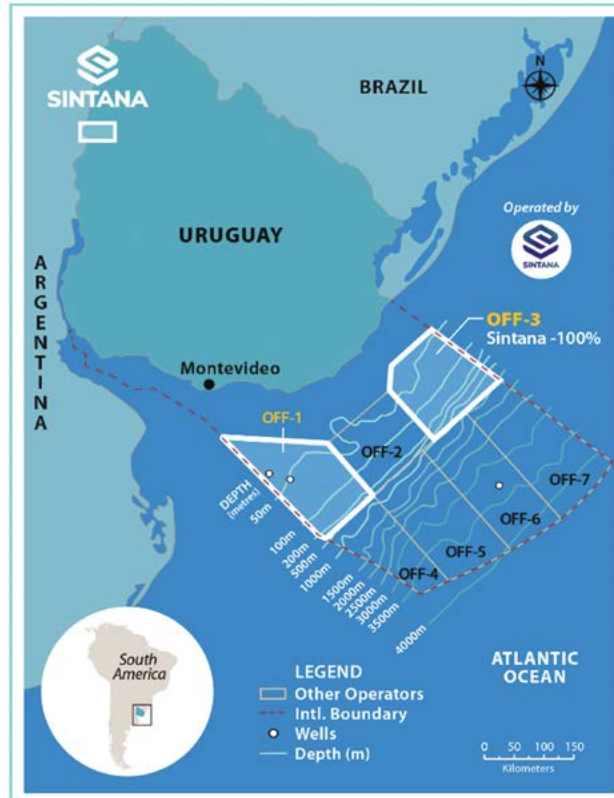 SINTANA
BRAZIL
N
URUGUAY
Operated by
SINTANA
ARGENTINA
OFF-3
Sintana -100%
Montevideo
OFF-1
OFF-2
DEPTH
(metres)
50m
100m
200m
500m
1000m
1500m
2000m
2500m
3000m
3500m
4000m
OFF-7
OFF-6
OFF-5
OFF-4
South
America
ATLANTIC
OCEAN
LEGEND
Other Operators
Intl. Boundary
Wells
Depth (m)
0 50 100 150
Kilometers